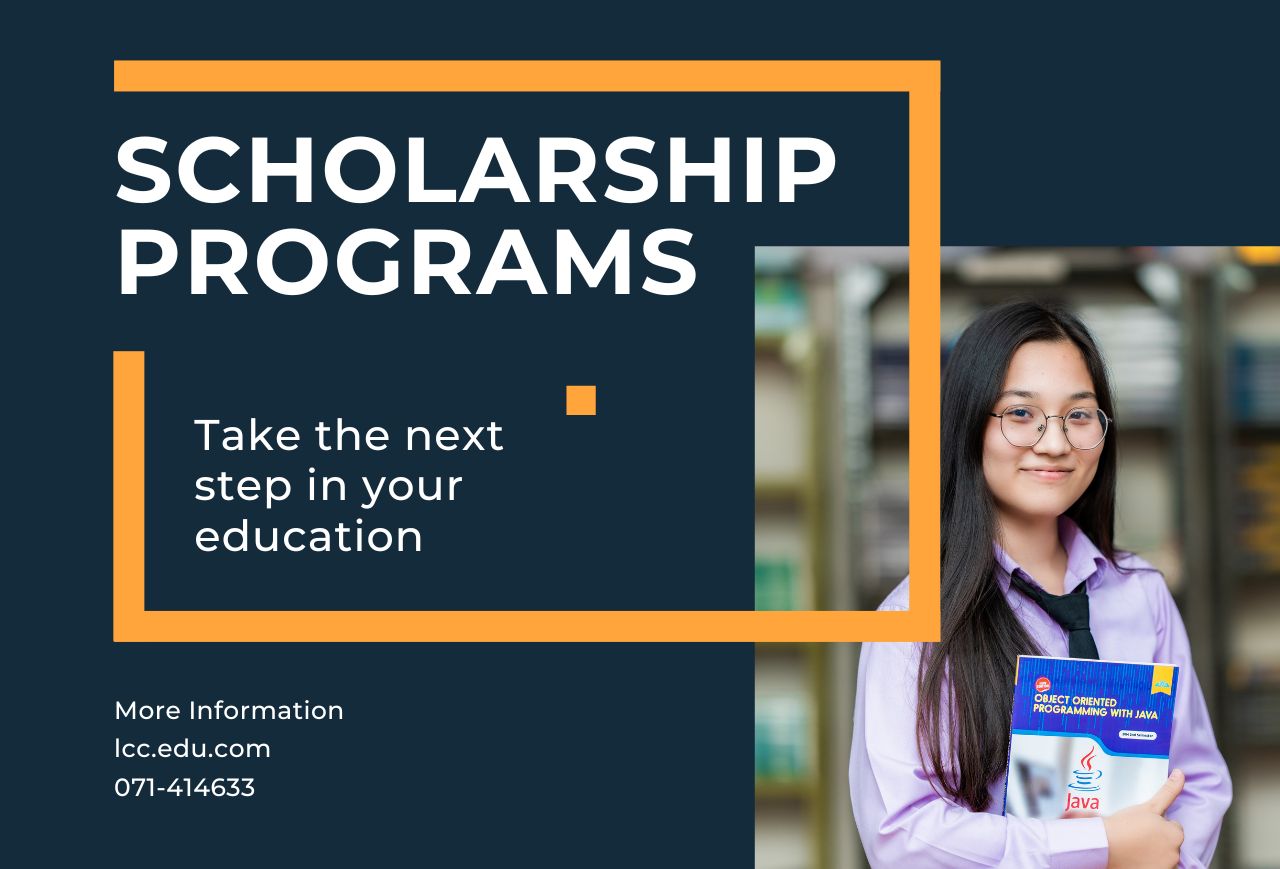 SCHOLARSHIP
PROGRAMS
Take the next
step in your
education
More Information
lcc.edu.com
071-414633
OBJECT ORIENTED
PROGRAMMING WITH JAVA
Java